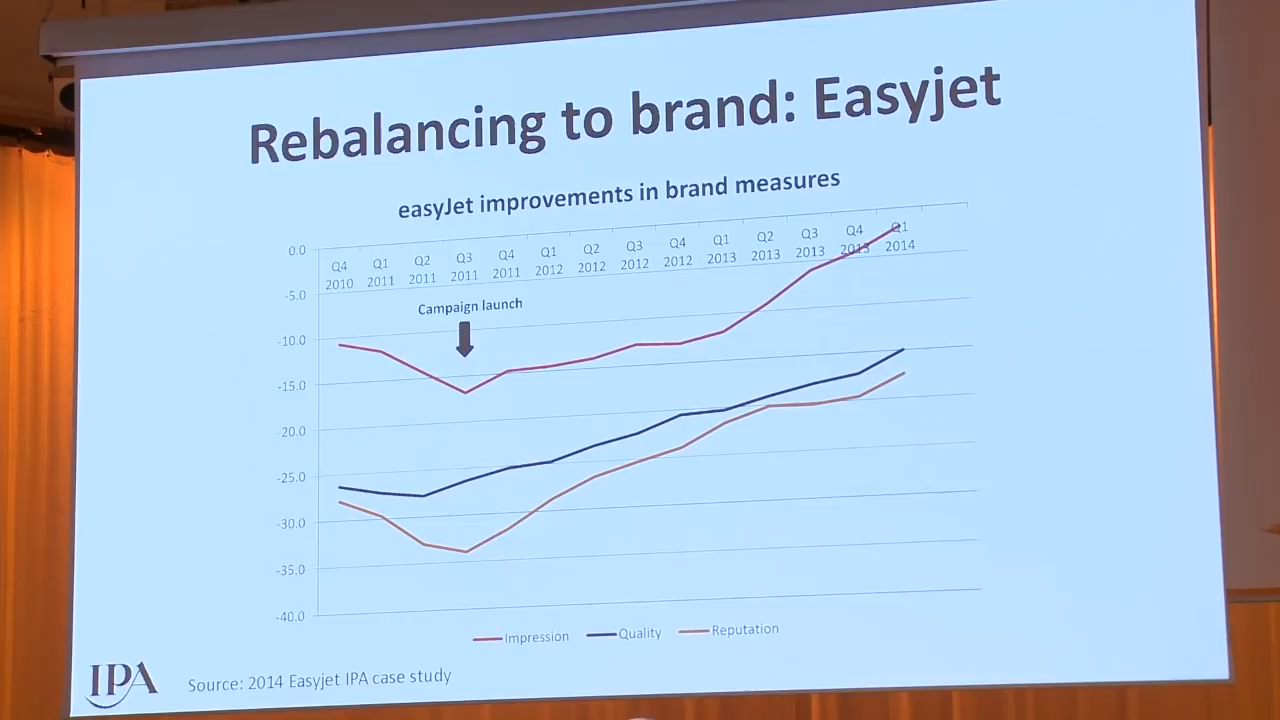 Rebalancing to brand: Easyjet
easyJet improvements in brand measures
0.0
-5.0
-10.0
-15.0
-20.0
-25.0
-30.0
-35.0
-40.0
Q4 2010
Q1 2011
Q2 2011
Q3 2011
Q4 2011
Q1 2012
Q2 2012
Q3 2012
Q4 2012
Q1 2013
Q2 2013
Q3 2013
Q4 2013
Q1 2014
Campaign launch
Impression Quality Reputation
IPA
Source: 2014 Easyjet IPA case study